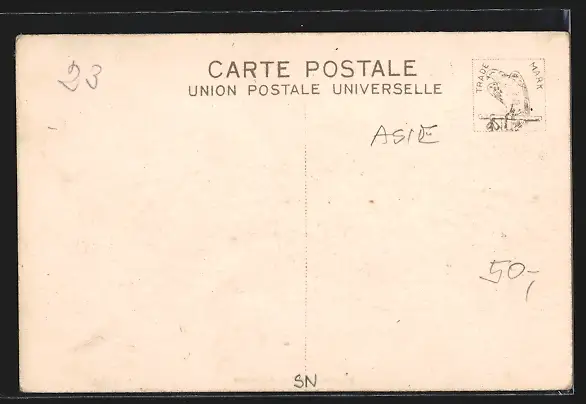 23
CARTE POSTALE
UNION POSTALE UNIVERSELLE
TRADE MARK
ASIE
50,-
SN